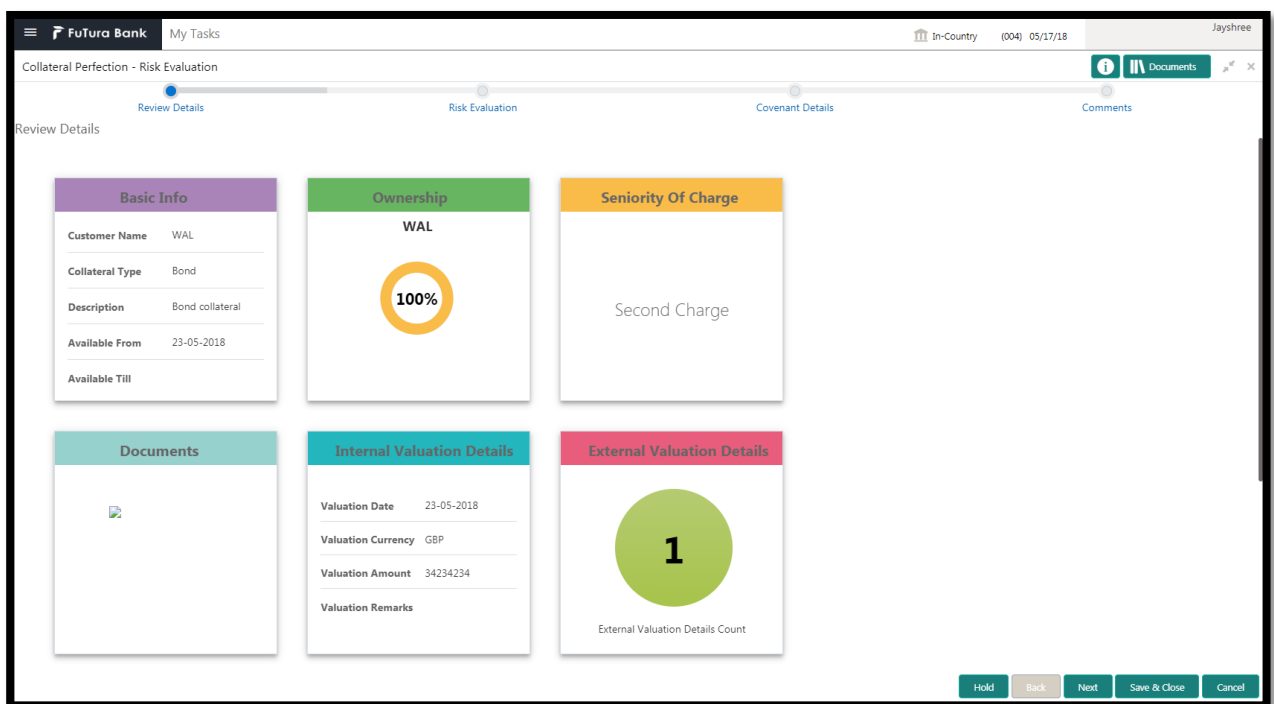 FuTura Bank My Tasks In-Country (004) 05/17/18 Jayshree
Collateral Perfection - Risk Evaluation i Documents
Review Details Risk Evaluation Covenant Details Comments
Review Details
Basic Info
Customer Name WAL
Collateral Type Bond
Description Bond collateral
Available From 23-05-2018
Available Till
Ownership
WAL
100%
Seniority Of Charge
Second Charge
Documents
Internal Valuation Details
Valuation Date 23-05-2018
Valuation Currency GBP
Valuation Amount 34234234
Valuation Remarks
External Valuation Details
1
External Valuation Details Count
Hold Back Next Save & Close Cancel